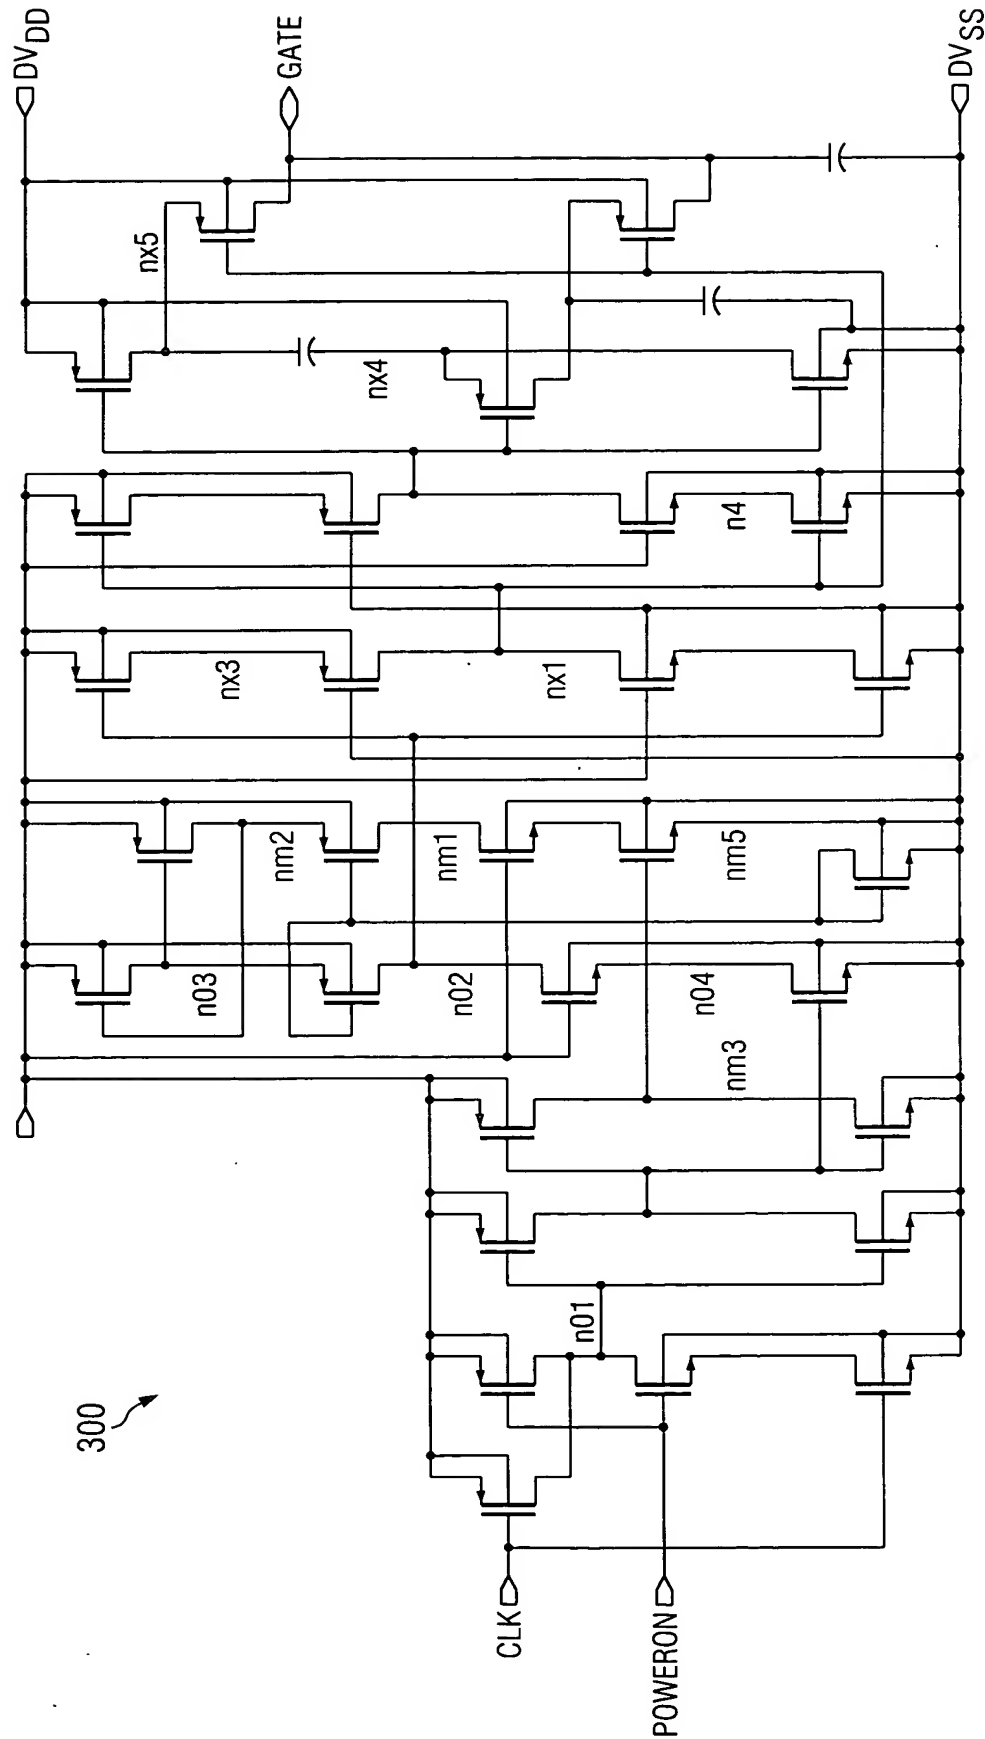 DVDD
GATE
DVSS
nx5
nx4
n4
nx3
nx1
nm2
nm1
nm5
n03
n02
n04
nm3
n01
300
CLK
POWERON